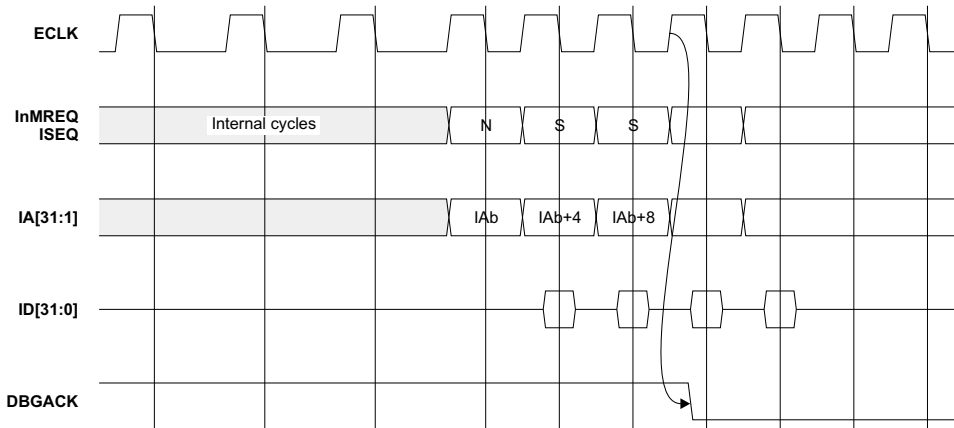 ECLK
InMREQ
ISEQ
Internal cycles
N
S
S
IA[31:1]
IAb
IAb+4
IAb+8
ID[31:0]
DBGACK